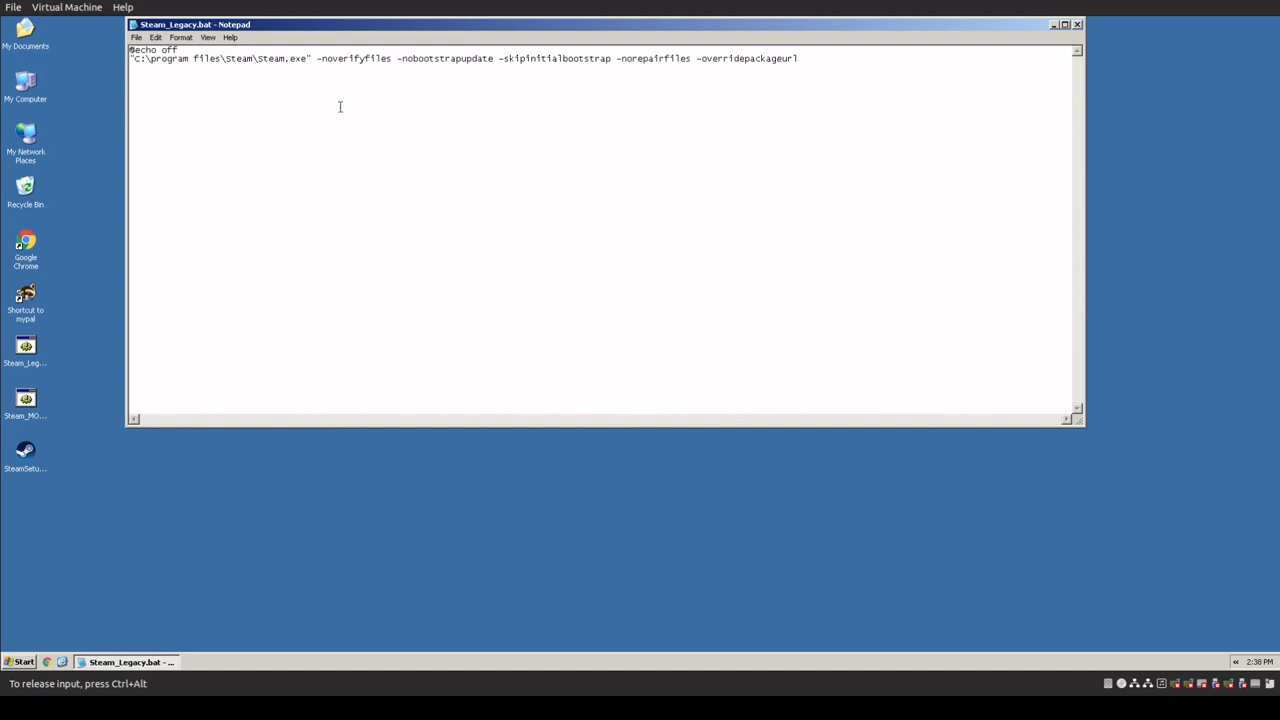 File Virtual Machine Help
Steam_Legacy.bat - Notepad
File Edit Format View Help
@echo off
"C:\program files\Steam\Steam.exe" -noverifyfiles -nobootstrapupdate -skipinitialbootstrap -norepairfiles -overridepackageurl
My Documents
My Computer
My Network
Places
Recycle Bin
Google
Chrome
Shortcut to
mypal
Steam_Leg...
Steam_MO...
SteamSetu...
Start
Steam_Legacy.bat - ...
«
2:38 PM
To release input, press Ctrl+Alt